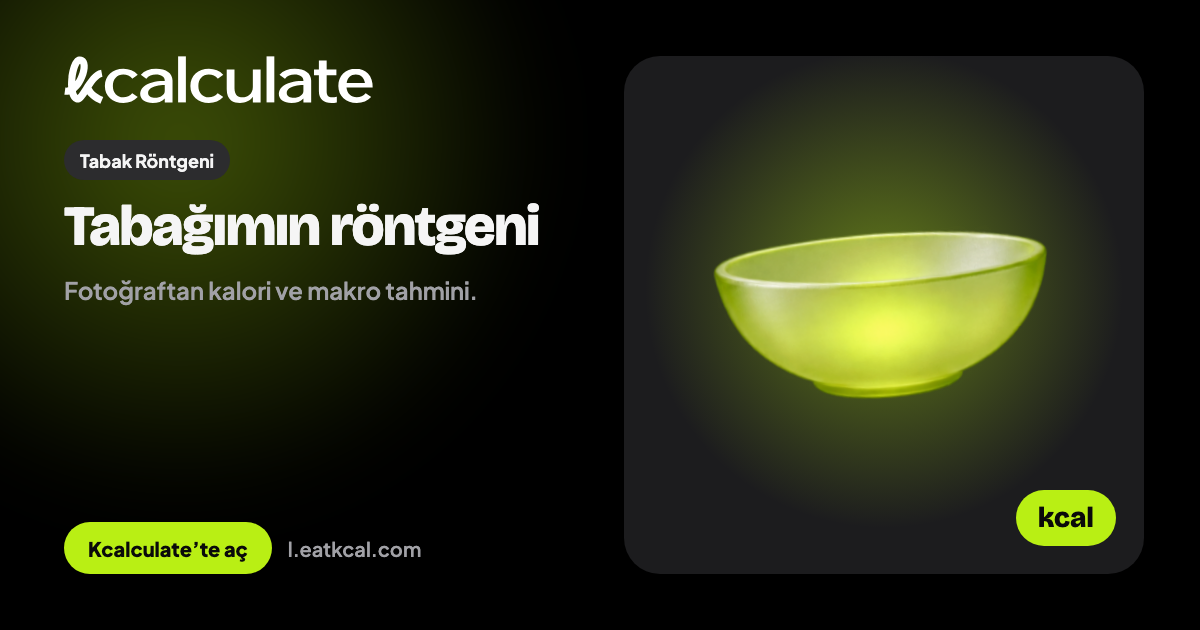 kcalculate
Tabak Röntgeni
Tabağımın röntgeni
Fotoğraftan kalori ve makro tahmini.
Kcalculate’te aç
l.eatkcal.com
kcal